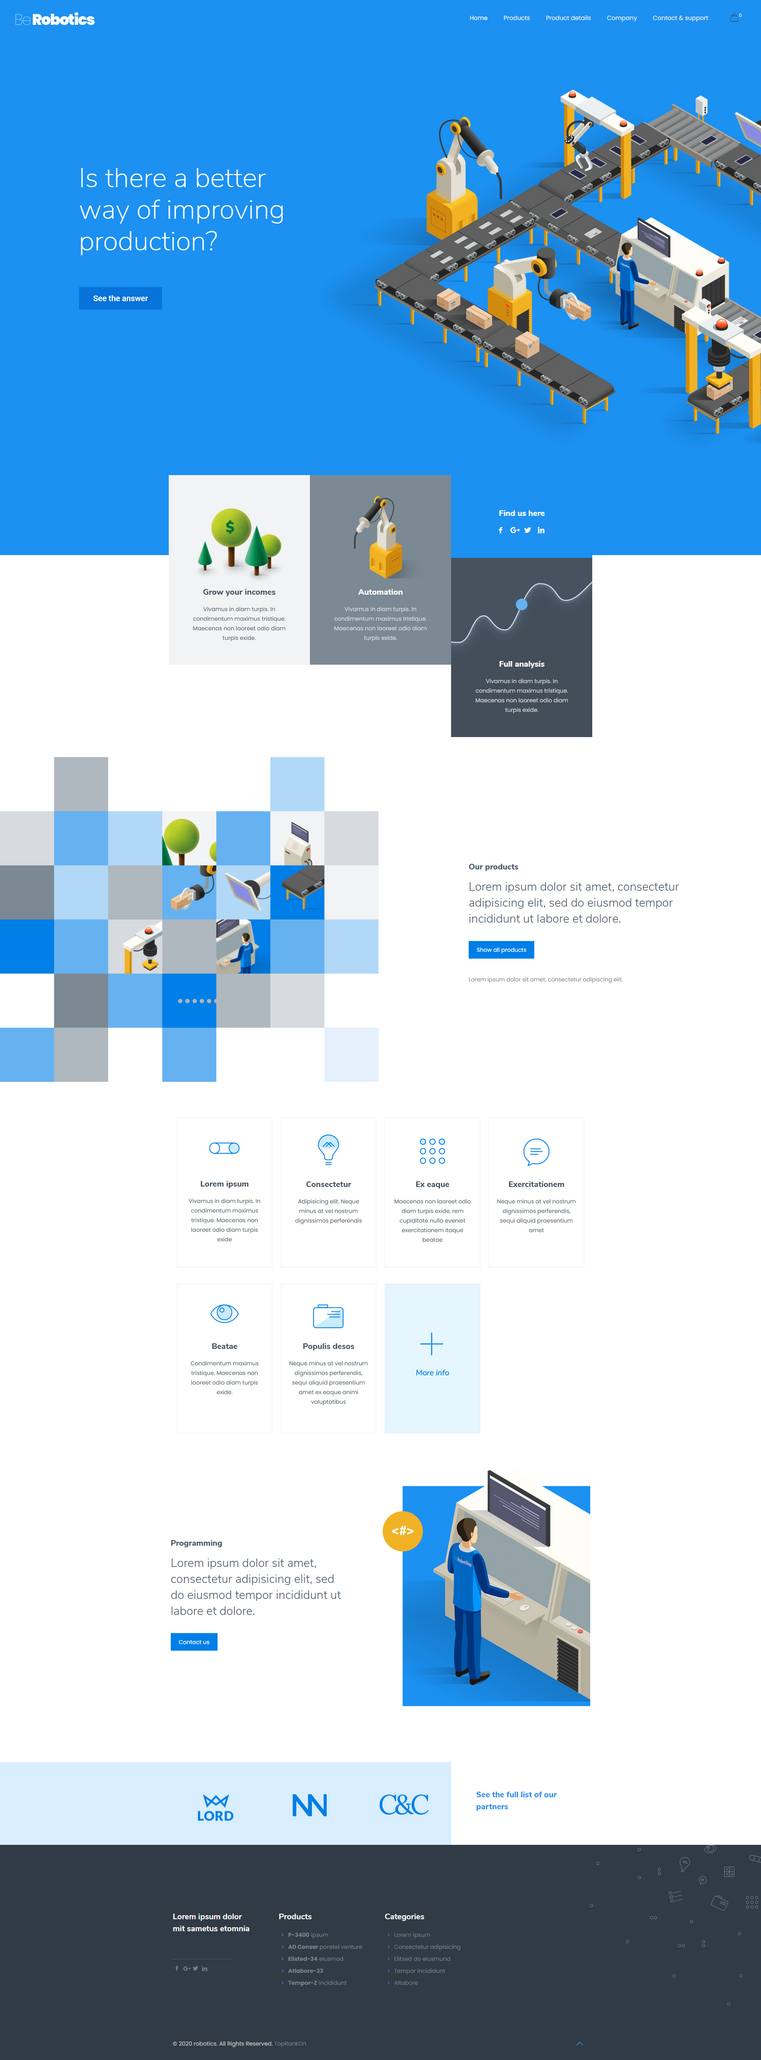 BeRobotics
Home Products Product details Company Contact & support 0
Is there a better
way of improving
production?
See the answer
Find us here
Grow your incomes
Vivamus in diam turpis. In
condimentum maximus tristique.
Maecenas non laoreet odio diam
turpis exide.
Automation
Vivamus in diam turpis. In
condimentum maximus tristique.
Maecenas non laoreet odio diam
turpis exide.
Full analysis
Vivamus in diam turpis. In
condimentum maximus tristique.
Maecenas non laoreet odio diam
turpis exide.
Our products
Lorem ipsum dolor sit amet, consectetur
adipisicing elit, sed do eiusmod tempor
incididunt ut labore et dolore.
Show all products
Lorem ipsum dolor sit amet, consectetur adipiscing elit.
Lorem ipsum
Vivamus in diam turpis. In
condimentum maximus
tristique. Maecenas non
laoreet odio diam turpis
exide
Consectetur
Adipisicing elit. Neque
minus at vel nostrum
dignissimos perferendis
Ex eaque
Maecenas non laoreet odio
diam turpis exide, rem
cupiditate nulla eveniet
exercitationem itaque
beatae
Exercitationem
Neque minus at vel nostrum
dignissimos perferendis,
sequi aliquid praesentium
amet
Beatae
Condimentum maximus
tristique. Maecenas non
laoreet odio diam turpis
exide.
Populis desos
Neque minus at vel nostrum
dignissimos perferendis,
sequi aliquid praesentium
amet ex eaque animi
voluptatibus
More info
Programming
Lorem ipsum dolor sit amet,
consectetur adipisicing elit, sed
do eiusmod tempor incididunt ut
labore et dolore.
Contact us
<#>
LORD
NN
C&C
See the full list of our
partners
Lorem ipsum dolor
mit sametus etomnia
Products
P-3400 ipsum
AD Conser poretel venture
Elisted-34 eiusmod
Atlabore-33
Tempor-Z incididunt
Categories
Lorem ipsum
Consectetur adipisicing
Elitsed do eiusmund
Tempor incididunt
Altabore
© 2020 robotics. All Rights Reserved. TopRankOn